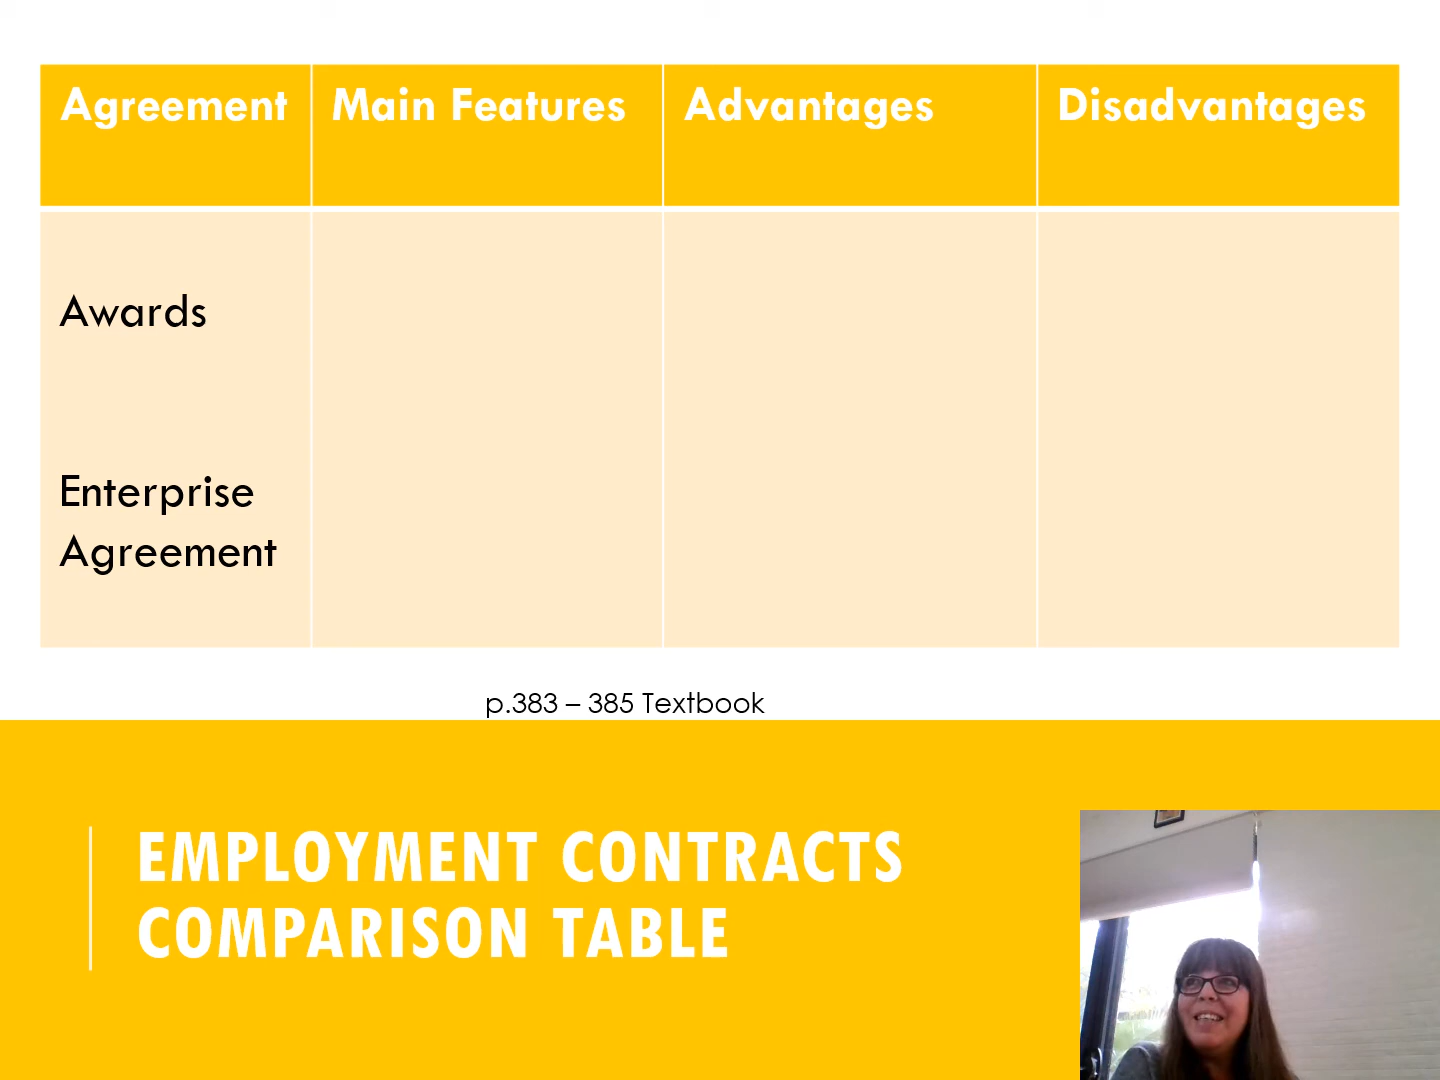 Agreement Main Features Advantages Disadvantages
Awards
Enterprise
Agreement
p.383 – 385 Textbook
EMPLOYMENT CONTRACTS
COMPARISON TABLE